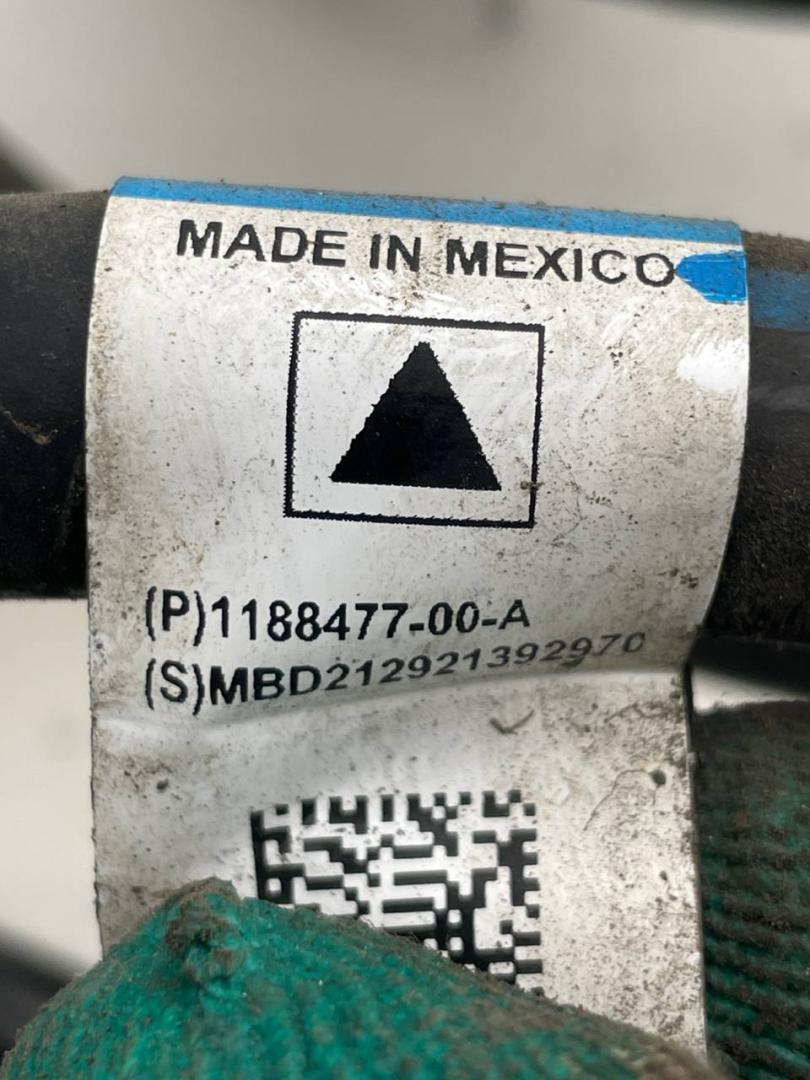 MADE IN MEXICO
(P)1188477-00-A
(S)MBD212921392970